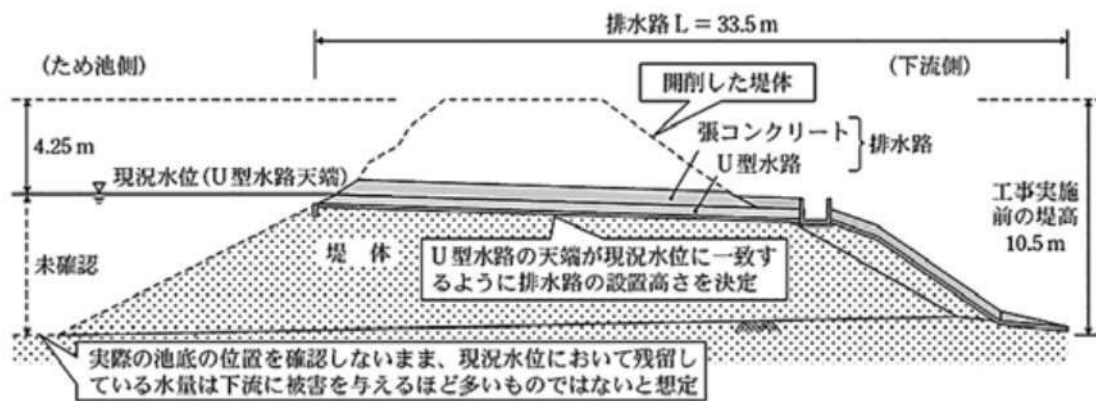 排水路 L = 33.5 m
(ため池側)
(下流側)
開削した堤体
4.25 m
張コンクリート
U型水路
排水路
現況水位(U型水路天端)
工事実施
前の堤高
10.5 m
未確認
堤 体
U型水路の天端が現況水位に一致す
るように排水路の設置高さを決定
実際の池底の位置を確認しないまま、現況水位において残留し
ている水量は下流に被害を与えるほど多いものではないと想定